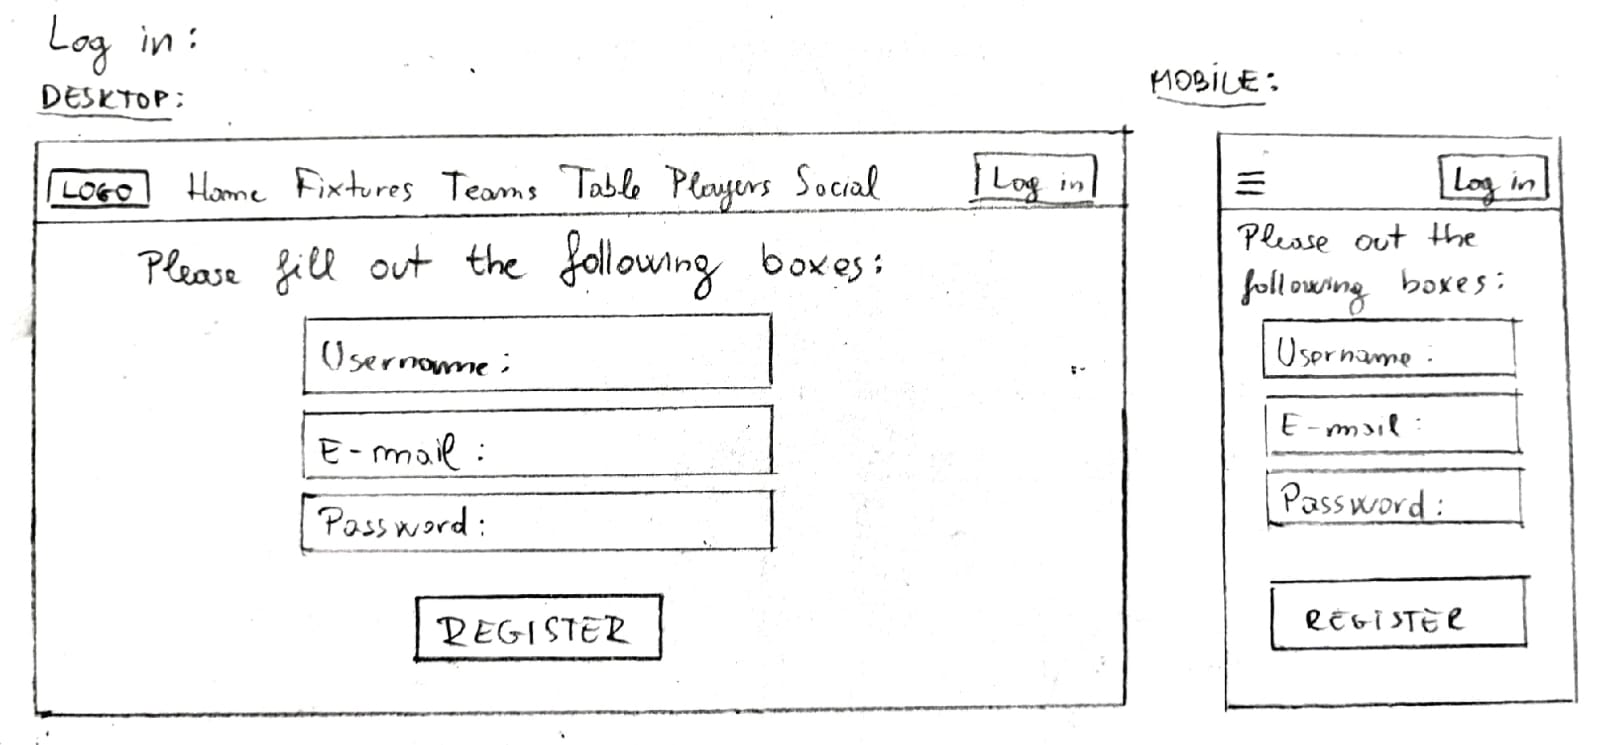 Log in:
DESKTOP:
LOGO Home Fixtures Teams Table Players Social Log in
Please fill out the following boxes:
Username:
E-mail:
Password:
REGISTER
MOBILE:
Log in
Please out the
following boxes:
Username:
E-mail:
Password:
REGISTER